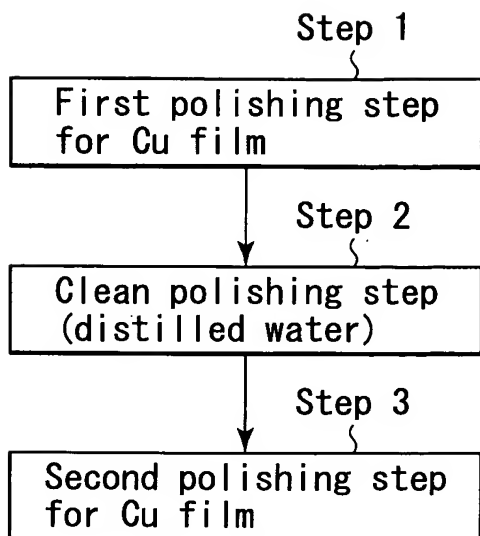 Step 1
First polishing step
for Cu film
Step 2
Clean polishing step
(distilled water)
Step 3
Second polishing step
for Cu film